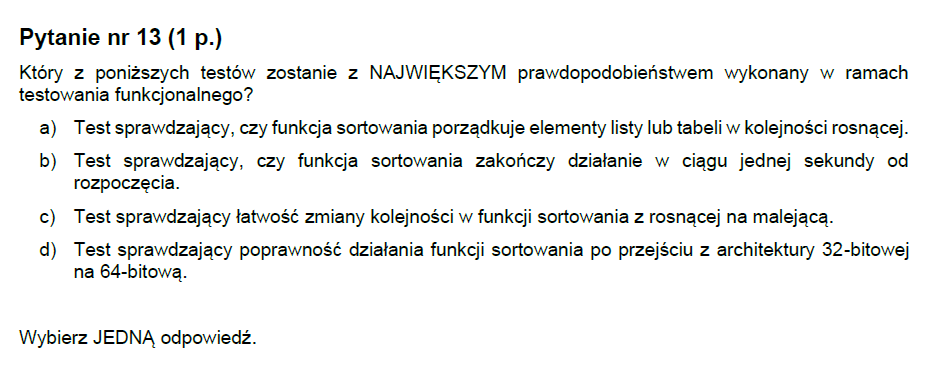 Pytanie nr 13 (1 p.)
Który z poniższych testów zostanie z NAJWIĘKSZYM prawdopodobieństwem wykonany w ramach
testowania funkcjonalnego?
a) Test sprawdzający, czy funkcja sortowania porządkuje elementy listy lub tabeli w kolejności rosnącej.
b) Test sprawdzający, czy funkcja sortowania zakończy działanie w ciągu jednej sekundy od
rozpoczęcia.
c) Test sprawdzający łatwość zmiany kolejności w funkcji sortowania z rosnącej na malejącą.
d) Test sprawdzający poprawność działania funkcji sortowania po przejściu z architektury 32-bitowej
na 64-bitową.
Wybierz JEDNĄ odpowiedź.